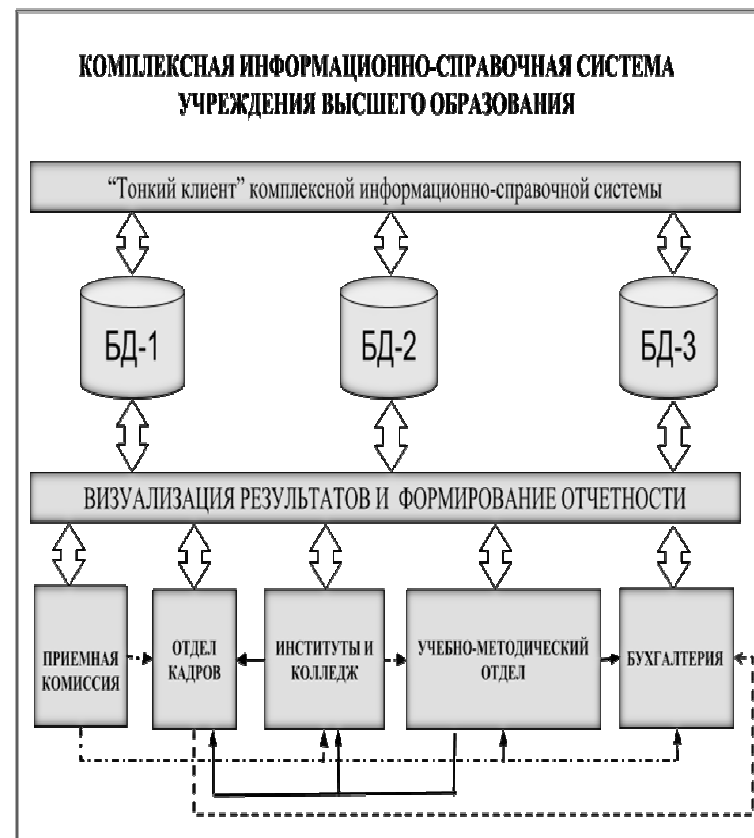 КОМПЛЕКСНАЯ ИНФОРМАЦИОННО-СПРАВОЧНАЯ СИСТЕМА
УЧРЕЖДЕНИЯ ВЫСШЕГО ОБРАЗОВАНИЯ
“Тонкий клиент” комплексной информационно-справочной системы
БД-1
БД-2
БД-3
ВИЗУАЛИЗАЦИЯ РЕЗУЛЬТАТОВ И ФОРМИРОВАНИЕ ОТЧЕТНОСТИ
ПРИЕМНАЯ
КОМИССИЯ
ОТДЕЛ
КАДРОВ
ИНСТИТУТЫ И
КОЛЛЕДЖ
УЧЕБНО-МЕТОДИЧЕСКИЙ
ОТДЕЛ
БУХГАЛТЕРИЯ